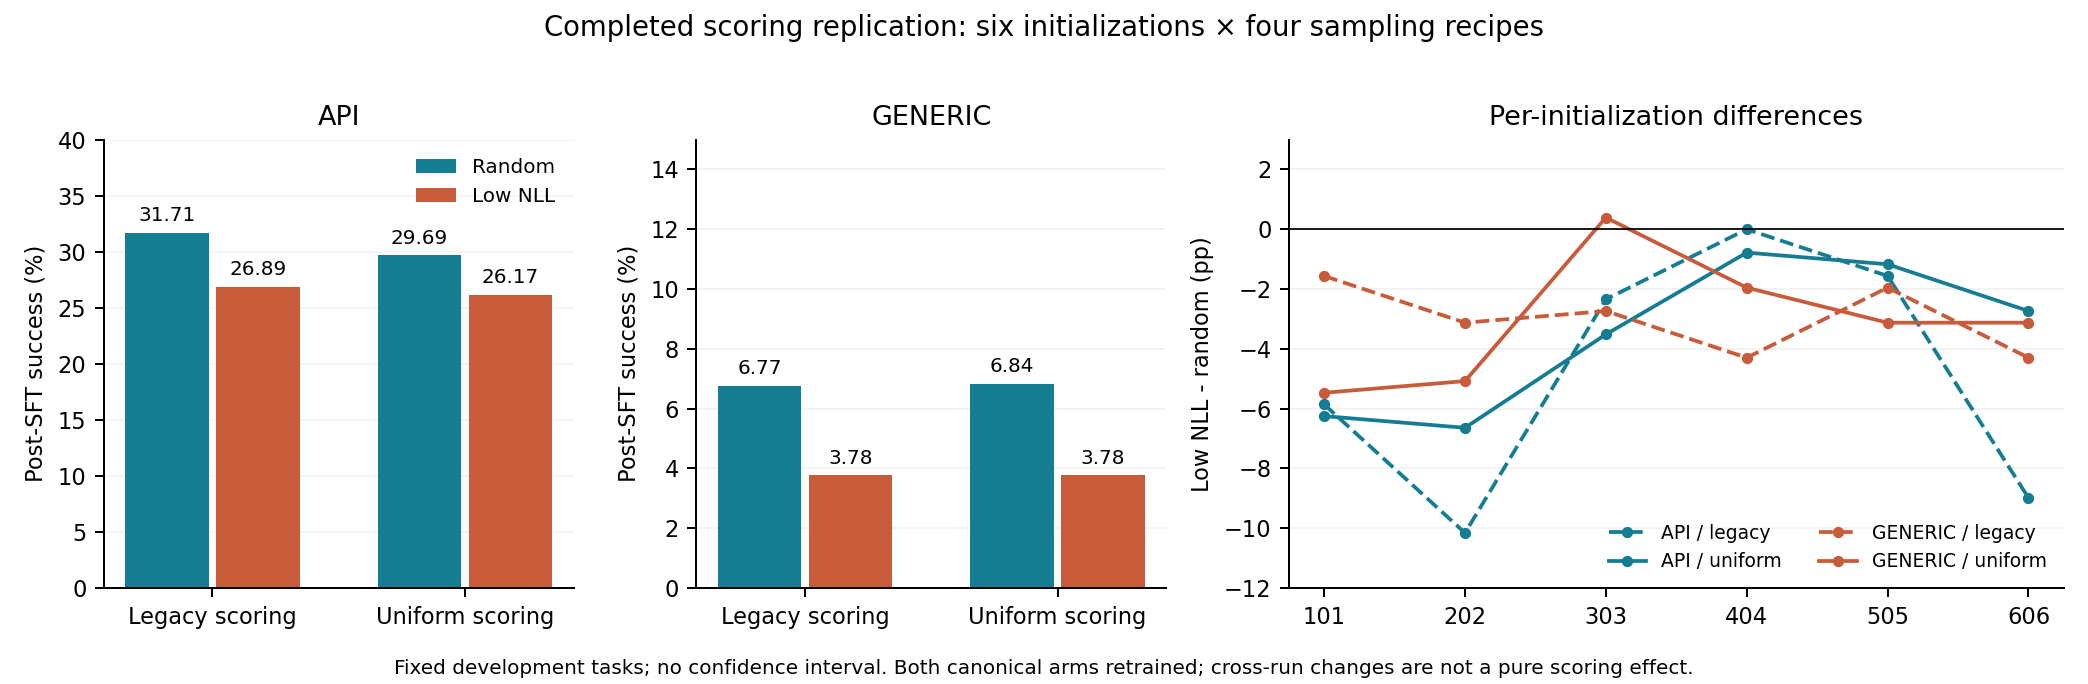 Completed scoring replication: six initializations × four sampling recipes
API
Post-SFT success (%)
40
35
30
25
20
15
10
5
0
Random
Low NLL
31.71
26.89
29.69
26.17
Legacy scoring
Uniform scoring
GENERIC
Post-SFT success (%)
14
12
10
8
6
4
2
0
6.77
3.78
6.84
3.78
Legacy scoring
Uniform scoring
Per-initialization differences
Low NLL - random (pp)
2
0
−2
−4
−6
−8
−10
−12
API / legacy
API / uniform
GENERIC / legacy
GENERIC / uniform
101
202
303
404
505
606
Fixed development tasks; no confidence interval. Both canonical arms retrained; cross-run changes are not a pure scoring effect.